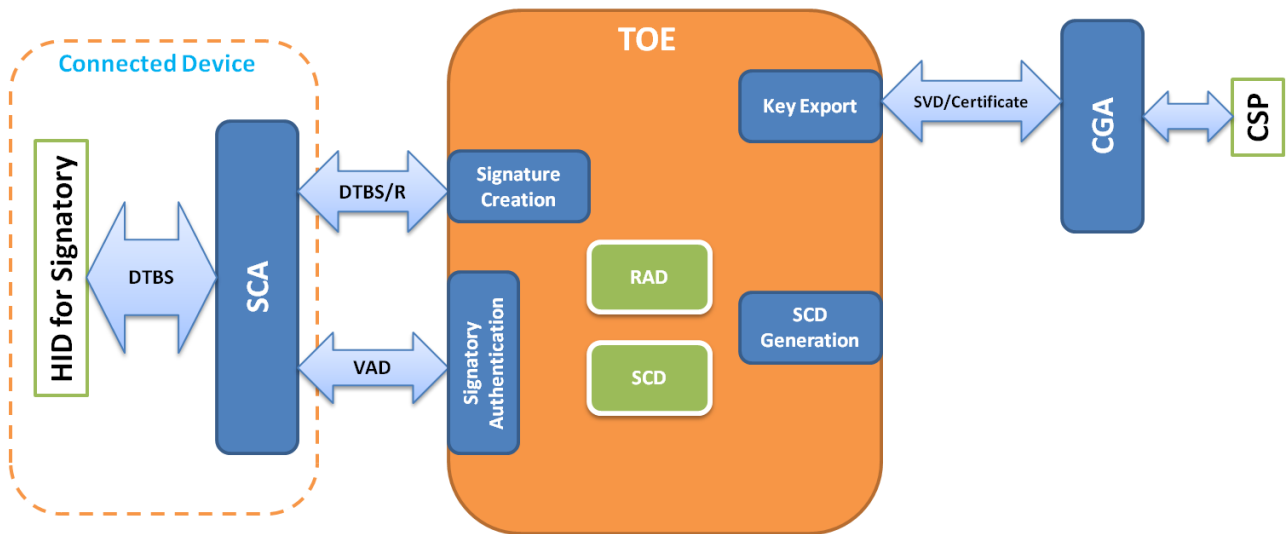 TOE
Connected Device
Key Export
SVD/Certificate
CGA
CSP
HID for Signatory
DTBS
SCA
DTBS/R
Signature
Creation
RAD
SCD
Generation
VAD
Signatory
Authentication
SCD